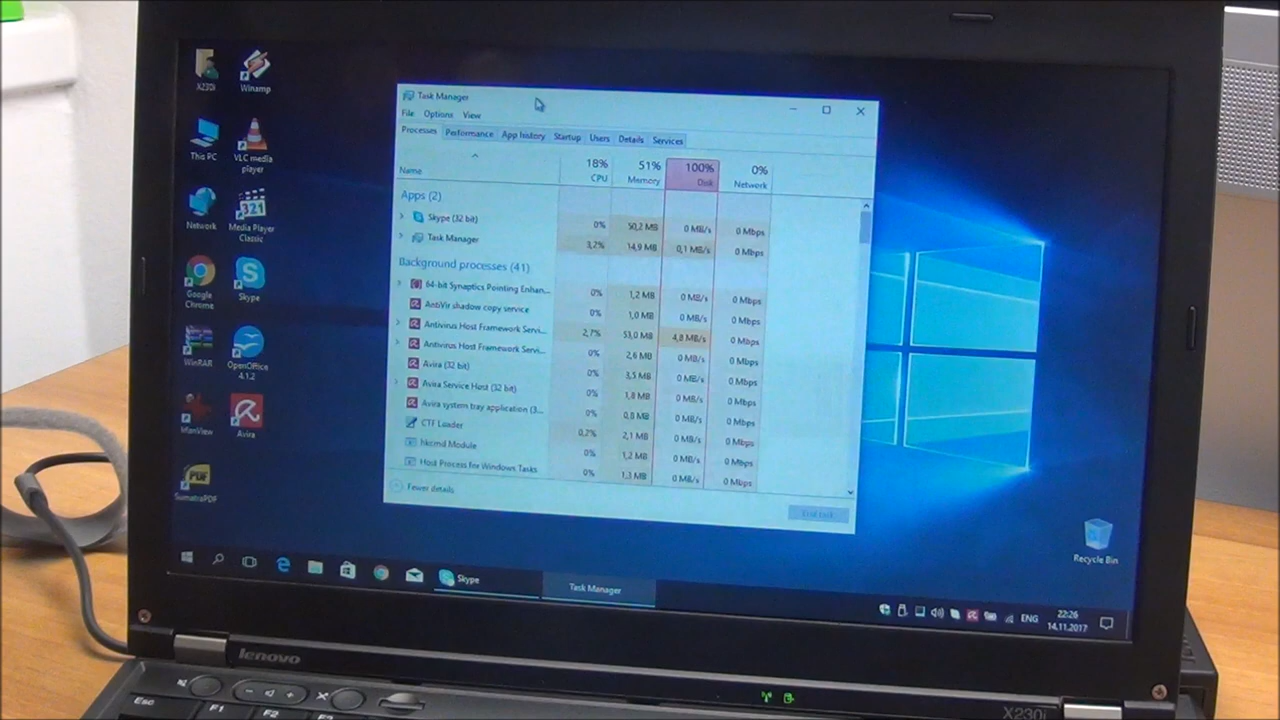 X230i
Winamp
This PC
VLC media
player
Network
Media Player
Classic
Google
Chrome
Skype
WinRAR
OpenOffice
4.1.2
IrfanView
Avira
SumatraPDF
Recycle Bin
Task Manager
File Options View
Processes Performance App history Startup Users Details Services
18% 51% 100% 0%
Name CPU Memory Disk Network
Apps (2)
Skype (32 bit) 0% 50,2 MB 0 MB/s 0 Mbps
Task Manager 3,2% 14,9 MB 0,1 MB/s 0 Mbps
Background processes (41)
64-bit Synaptics Pointing Enhan... 0% 1,2 MB 0 MB/s 0 Mbps
AntiVir shadow copy service 0% 1,0 MB 0 MB/s 0 Mbps
Antivirus Host Framework Servi... 2,7% 53,0 MB 4,8 MB/s 0 Mbps
Antivirus Host Framework Servi... 0% 2,6 MB 0 MB/s 0 Mbps
Avira (32 bit) 0% 3,5 MB 0 MB/s 0 Mbps
Avira Service Host (32 bit) 0% 1,8 MB 0 MB/s 0 Mbps
Avira system tray application (3... 0% 0,8 MB 0 MB/s 0 Mbps
CTF Loader 0,2% 2,1 MB 0 MB/s 0 Mbps
hkcmd Module 0% 1,2 MB 0 MB/s 0 Mbps
Host Process for Windows Tasks 0% 1,3 MB 0 MB/s 0 Mbps
Fewer details
End task
Skype
Task Manager
ENG
22:26
14.11.2017
lenovo
X230i
Esc
F1
F2